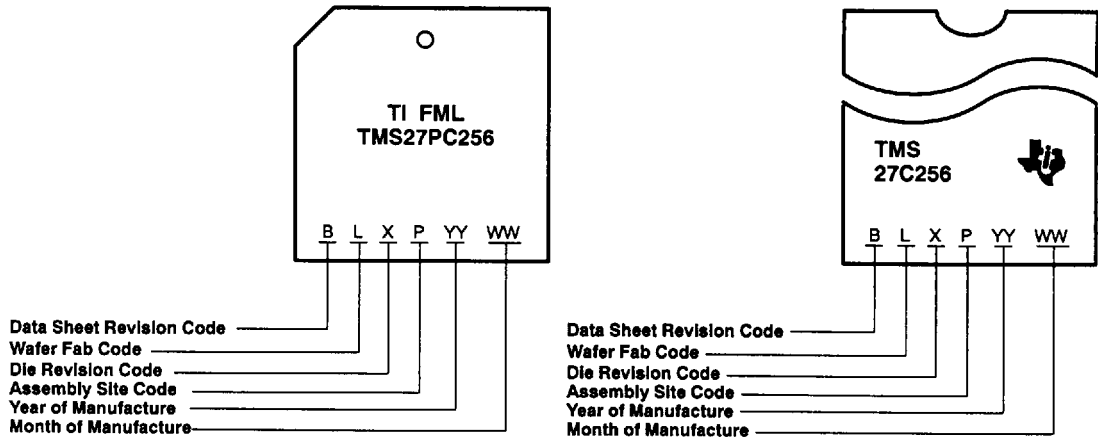 TI FML
TMS27PC256
B L X P YY WW
Data Sheet Revision Code
Wafer Fab Code
Die Revision Code
Assembly Site Code
Year of Manufacture
Month of Manufacture
TMS
27C256
B L X P YY WW
Data Sheet Revision Code
Wafer Fab Code
Die Revision Code
Assembly Site Code
Year of Manufacture
Month of Manufacture